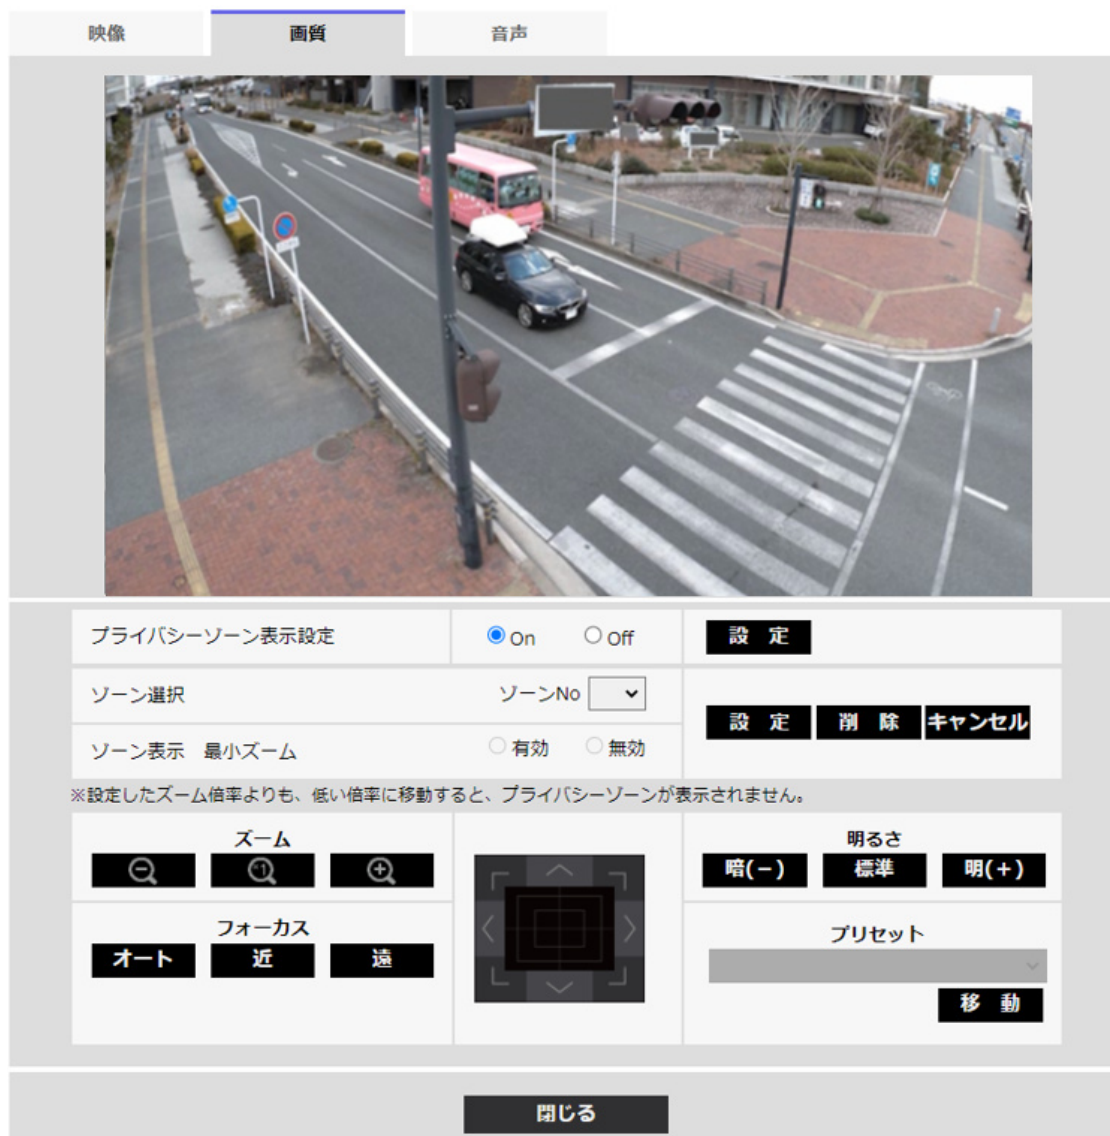 映像 画質 音声
プライバシーゾーン表示設定 On Off 設 定
ゾーン選択 ゾーンNo
設 定 削 除 キャンセル
ゾーン表示 最小ズーム 有効 無効
※設定したズーム倍率よりも、低い倍率に移動すると、プライバシーゾーンが表示されません。
ズーム 明るさ
暗(－) 標準 明(＋)
フォーカス プリセット
オート 近 遠
移 動
閉じる